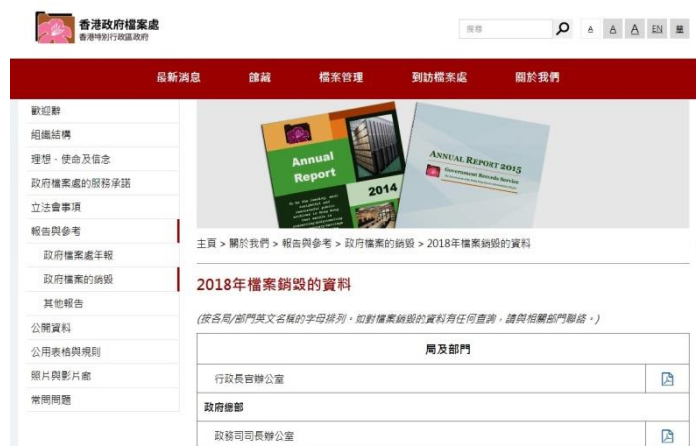 香港政府檔案處
香港特別行政區政府
搜尋
A A A EN 簡
最新消息 館藏 檔案管理 到訪檔案處 關於我們
歡迎辭
組織結構
理想、使命及信念
政府檔案處的服務承諾
立法會事項
報告與參考
政府檔案處年報
政府檔案的銷毀
其他報告
公開資料
公用表格與規則
照片與影片廊
常問問題
Annual
Report
2014
ANNUAL REPORT 2015
Government Records Service
主頁 > 關於我們 > 報告與參考 > 政府檔案的銷毀 > 2018年檔案銷毀的資料
2018年檔案銷毀的資料
(按各局/部門英文名稱的字母排列。如對檔案銷毀的資料有任何查詢，請與相關部門聯絡。)
局及部門
行政長官辦公室
政府總部
政務司司長辦公室